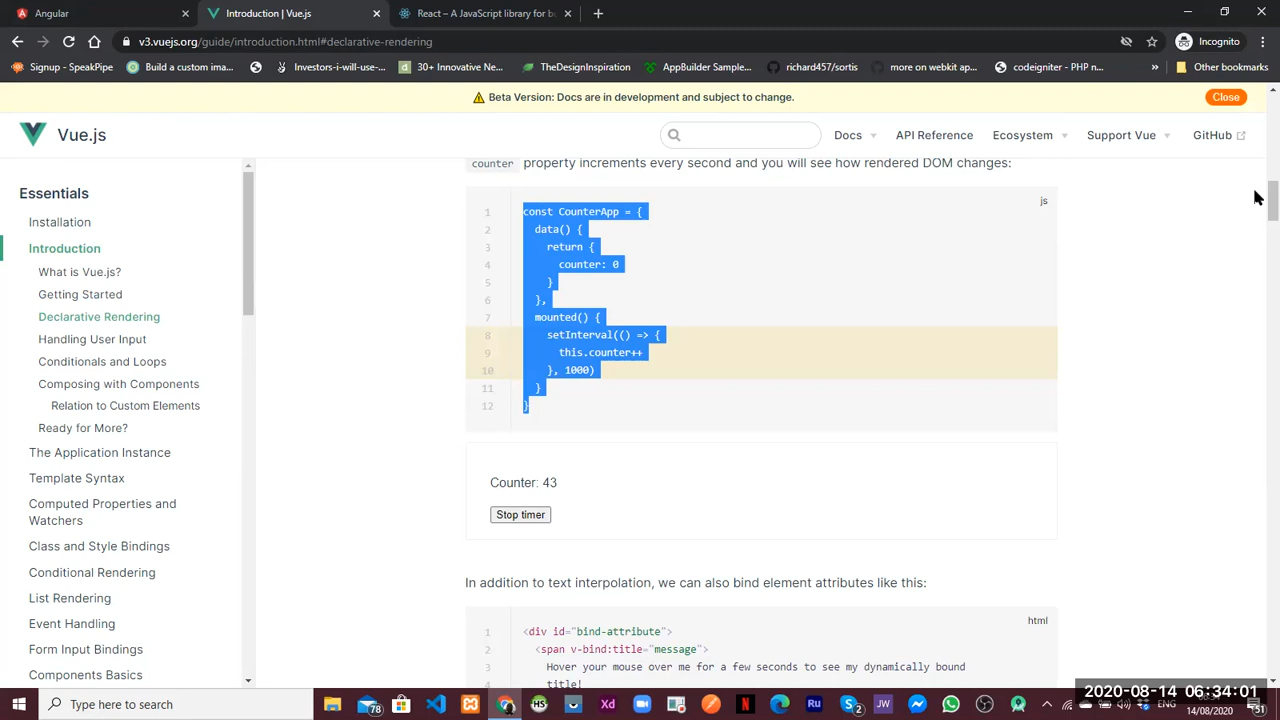 Angular
Introduction | Vue.js
React – A JavaScript library for bu
v3.vuejs.org/guide/introduction.html#declarative-rendering
Incognito
Signup - SpeakPipe
Build a custom ima...
Investors-i-will-use-...
30+ Innovative Ne...
TheDesignInspiration
AppBuilder Sample...
richard457/sortis
more on webkit ap...
codeigniter - PHP n...
»
Other bookmarks
Beta Version: Docs are in development and subject to change.
Close
Vue.js
Docs
API Reference
Ecosystem
Support Vue
GitHub
Essentials
Installation
Introduction
What is Vue.js?
Getting Started
Declarative Rendering
Handling User Input
Conditionals and Loops
Composing with Components
Relation to Custom Elements
Ready for More?
The Application Instance
Template Syntax
Computed Properties and
Watchers
Class and Style Bindings
Conditional Rendering
List Rendering
Event Handling
Form Input Bindings
Components Basics
counter property increments every second and you will see how rendered DOM changes:
js
1 const CounterApp = {
2 data() {
3 return {
4 counter: 0
5 }
6 },
7 mounted() {
8 setInterval(() => {
9 this.counter++
10 }, 1000)
11 }
12 }
Counter: 43
Stop timer
In addition to text interpolation, we can also bind element attributes like this:
html
1 <div id="bind-attribute">
2 <span v-bind:title="message">
3 Hover your mouse over me for a few seconds to see my dynamically bound
4 title!
Type here to search
78
HS
Xd
N
Ru
2
JW
ENG
2020-08-14 06:34:01
14/08/2020
51